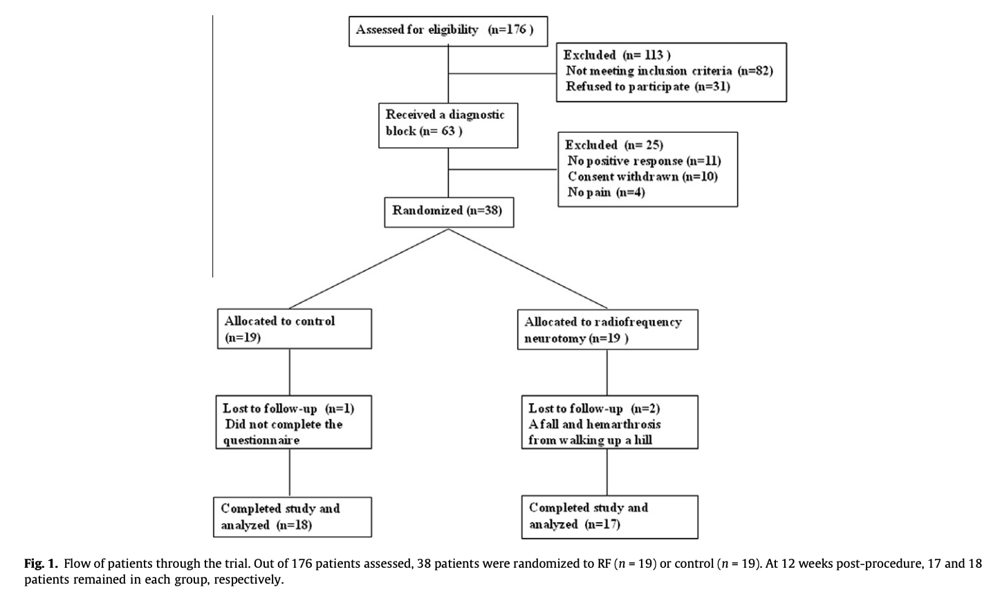 Assessed for eligibility (n=176 )
Excluded (n= 113 )
Not meeting inclusion criteria (n=82)
Refused to participate (n=31)
Received a diagnostic
block (n= 63 )
Excluded (n= 25)
No positive response (n=11)
Consent withdrawn (n=10)
No pain (n=4)
Randomized (n=38)
Allocated to control
(n=19)
Allocated to radiofrequency
neurotomy (n=19 )
Lost to follow-up (n=1)
Did not complete the
questionnaire
Lost to follow-up (n=2)
A fall and hemarthrosis
from walking up a hill
Completed study and
analyzed (n=18)
Completed study and
analyzed (n=17)
Fig. 1. Flow of patients through the trial. Out of 176 patients assessed, 38 patients were randomized to RF (n = 19) or control (n = 19). At 12 weeks post-procedure, 17 and 18
patients remained in each group, respectively.